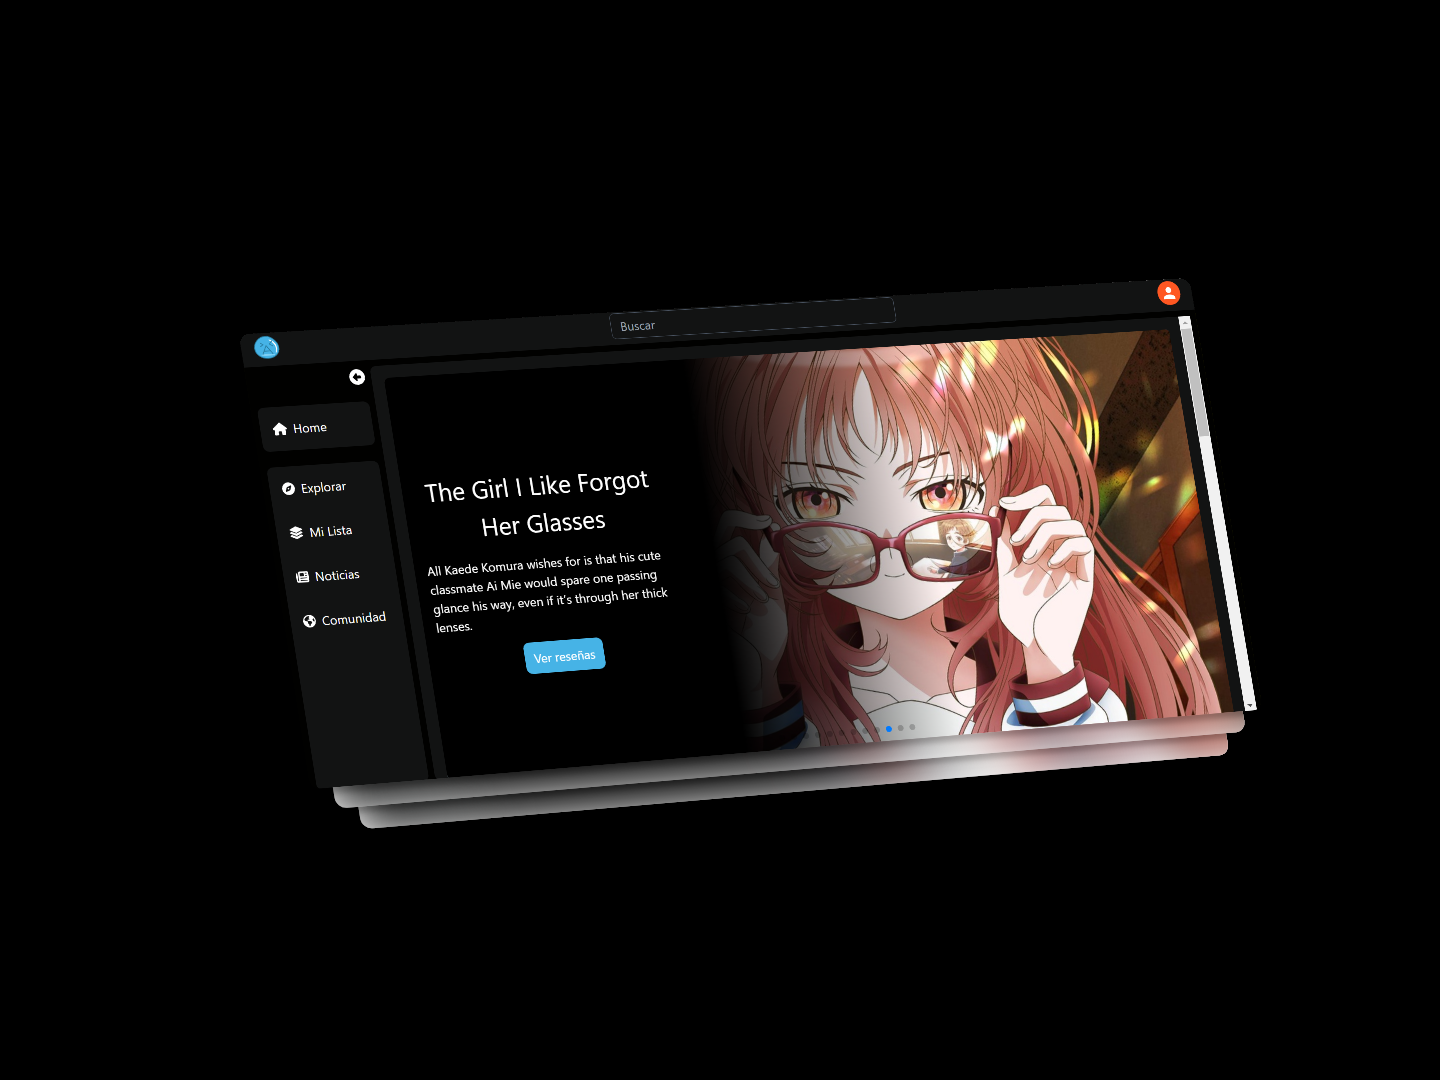 Buscar
Home
Explorar
Mi Lista
Noticias
Comunidad
The Girl I Like Forgot
Her Glasses
All Kaede Komura wishes for is that his cute
classmate Ai Mie would spare one passing
glance his way, even if it's through her thick
lenses.
Ver reseñas